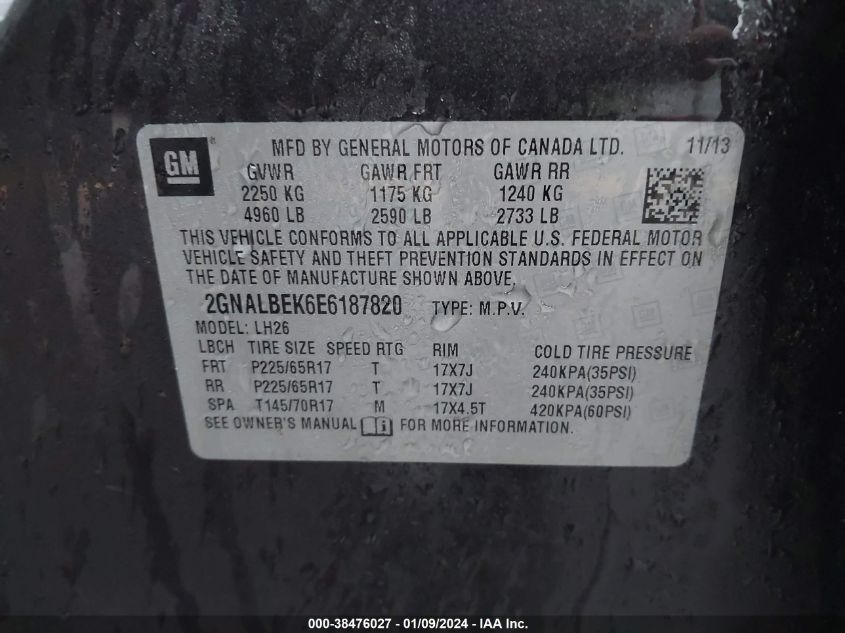 GM
MFD BY GENERAL MOTORS OF CANADA LTD. 11/13
GVWR GAWR FRT GAWR RR
2250 KG 1175 KG 1240 KG
4960 LB 2590 LB 2733 LB
THIS VEHICLE CONFORMS TO ALL APPLICABLE U.S. FEDERAL MOTOR
VEHICLE SAFETY AND THEFT PREVENTION STANDARDS IN EFFECT ON
THE DATE OF MANUFACTURE SHOWN ABOVE.
2GNALBEK6E6187820 TYPE: M.P.V.
MODEL: LH26
LBCH TIRE SIZE SPEED RTG RIM COLD TIRE PRESSURE
FRT P225/65R17 T 17X7J 240KPA(35PSI)
RR P225/65R17 T 17X7J 240KPA(35PSI)
SPA T145/70R17 M 17X4.5T 420KPA(60PSI)
SEE OWNER'S MANUAL i FOR MORE INFORMATION.
000-38476027 - 01/09/2024 - IAA Inc.